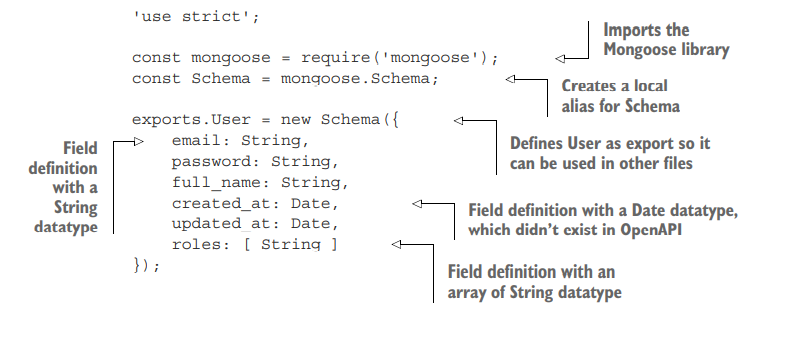 'use strict';
const mongoose = require('mongoose');
Imports the
Mongoose library
const Schema = mongoose.Schema;
Creates a local
alias for Schema
exports.User = new Schema({
Defines User as export so it
can be used in other files
Field
definition
with a
String
datatype
email: String,
password: String,
full_name: String,
created_at: Date,
Field definition with a Date datatype,
which didn't exist in OpenAPI
updated_at: Date,
roles: [ String ]
Field definition with an
array of String datatype
});